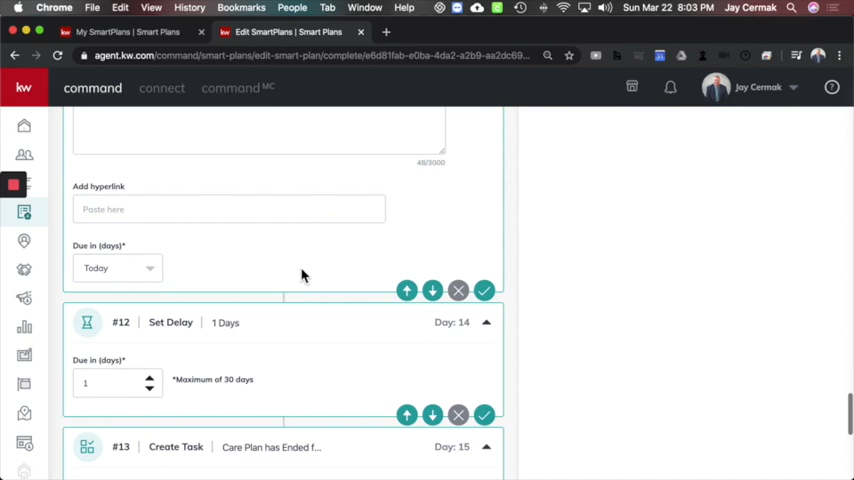 Chrome File Edit View History Bookmarks People Tab Window Help Sun Mar 22 8:03 PM Jay Cermak
My SmartPlans | Smart Plans Edit SmartPlans | Smart Plans
agent.kw.com/command/smart-plans/edit-smart-plan/complete/e6d81fab-e0ba-4da2-a2b9-aa2dc69...
kw command connect command MC Jay Cermak
48/3000
Add hyperlink
Paste here
Due in (days)*
Today
#12 Set Delay 1 Days Day: 14
Due in (days)*
1 *Maximum of 30 days
#13 Create Task Care Plan has Ended f... Day: 15